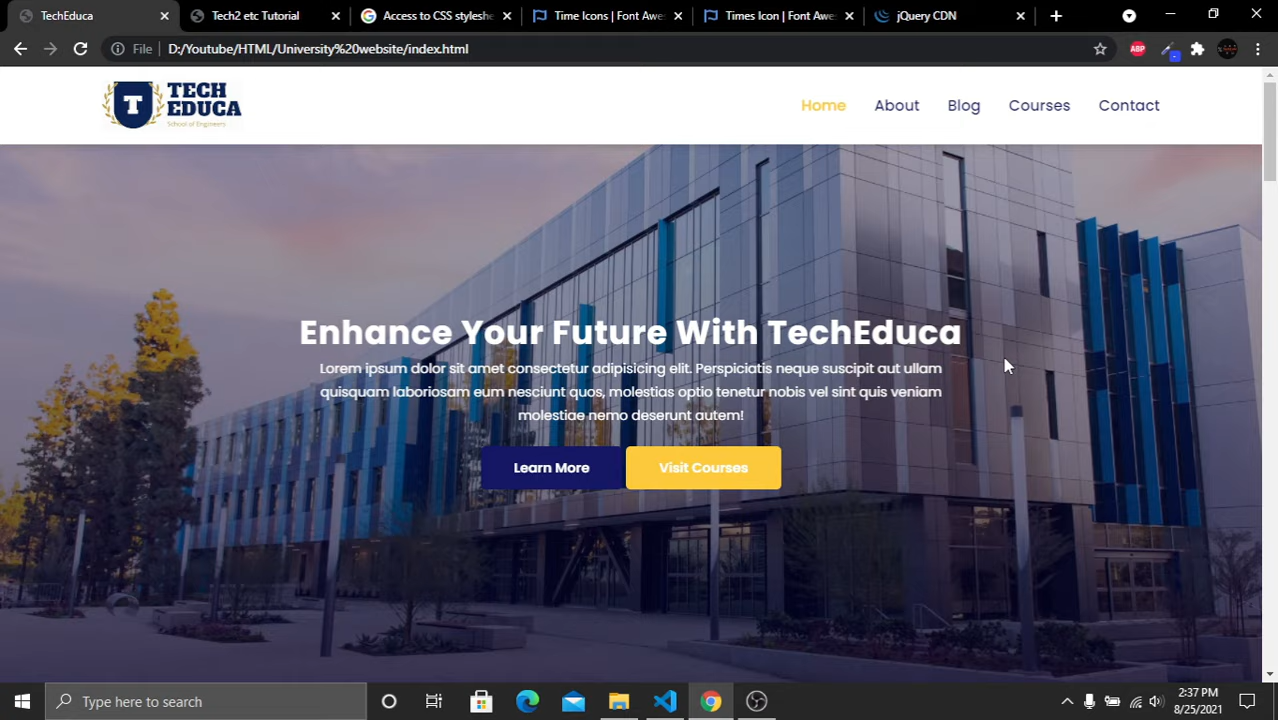 TechEduca
Tech2 etc Tutorial
Access to CSS styleshe
Time Icons | Font Awes
Times Icon | Font Awes
jQuery CDN
File
D:/Youtube/HTML/University%20website/index.html
ABP
T
TECH
EDUCA
School of Engineers
Home
About
Blog
Courses
Contact
Enhance Your Future With TechEduca
Lorem ipsum dolor sit amet consectetur adipisicing elit. Perspiciatis neque suscipit aut ullam
quisquam laboriosam eum nesciunt quos, molestias optio tenetur nobis vel sint quis veniam
molestiae nemo deserunt autem!
Learn More
Visit Courses
Type here to search
2:37 PM
8/25/2021